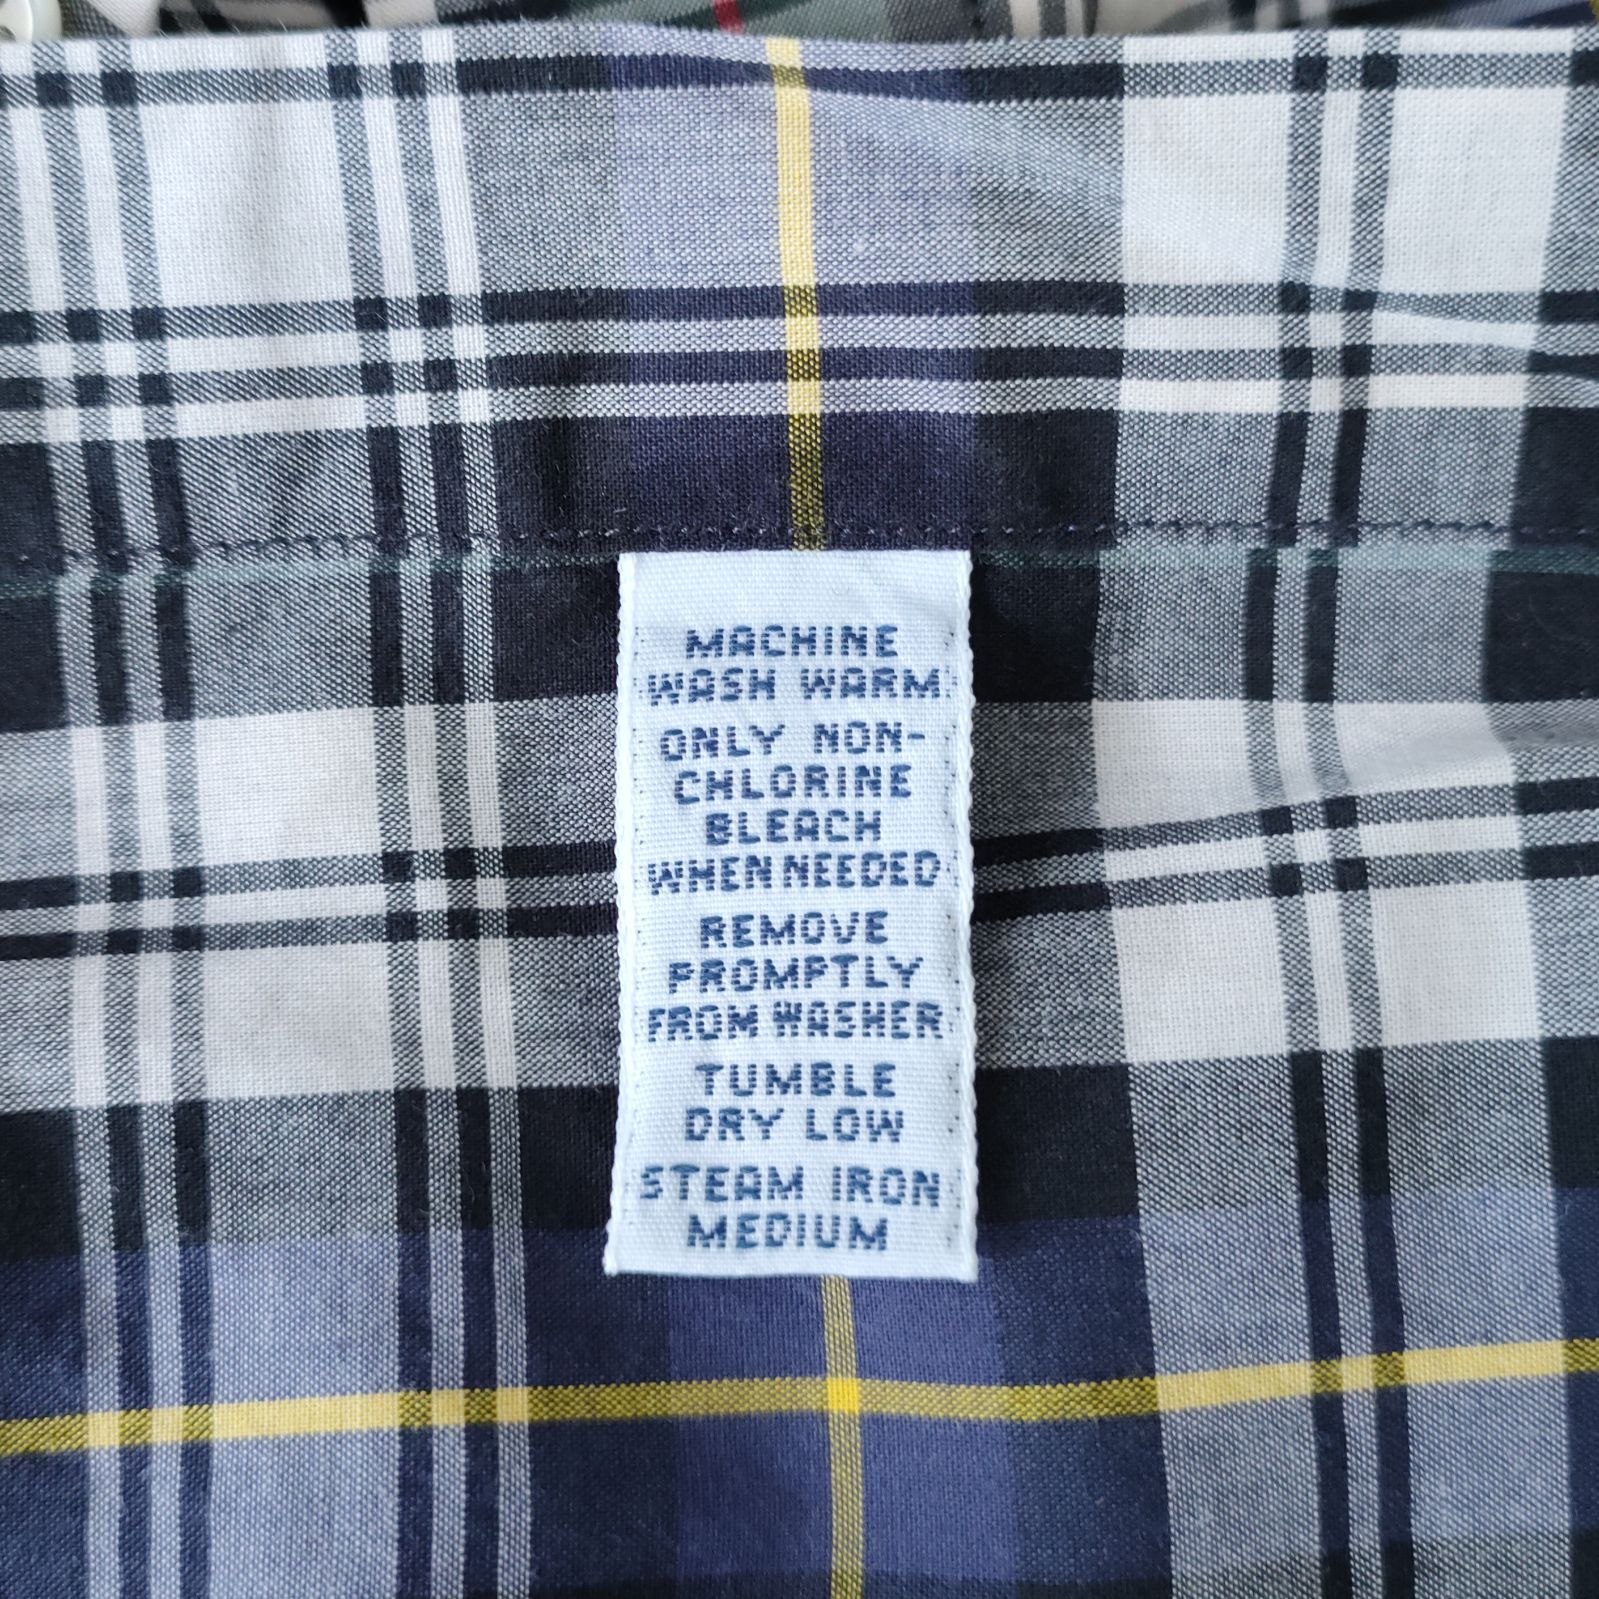 MACHINE
WASH WARM
ONLY NON-
CHLORINE
BLEACH
WHEN NEEDED
REMOVE
PROMPTLY
FROM WASHER
TUMBLE
DRY LOW
STEAM IRON
MEDIUM